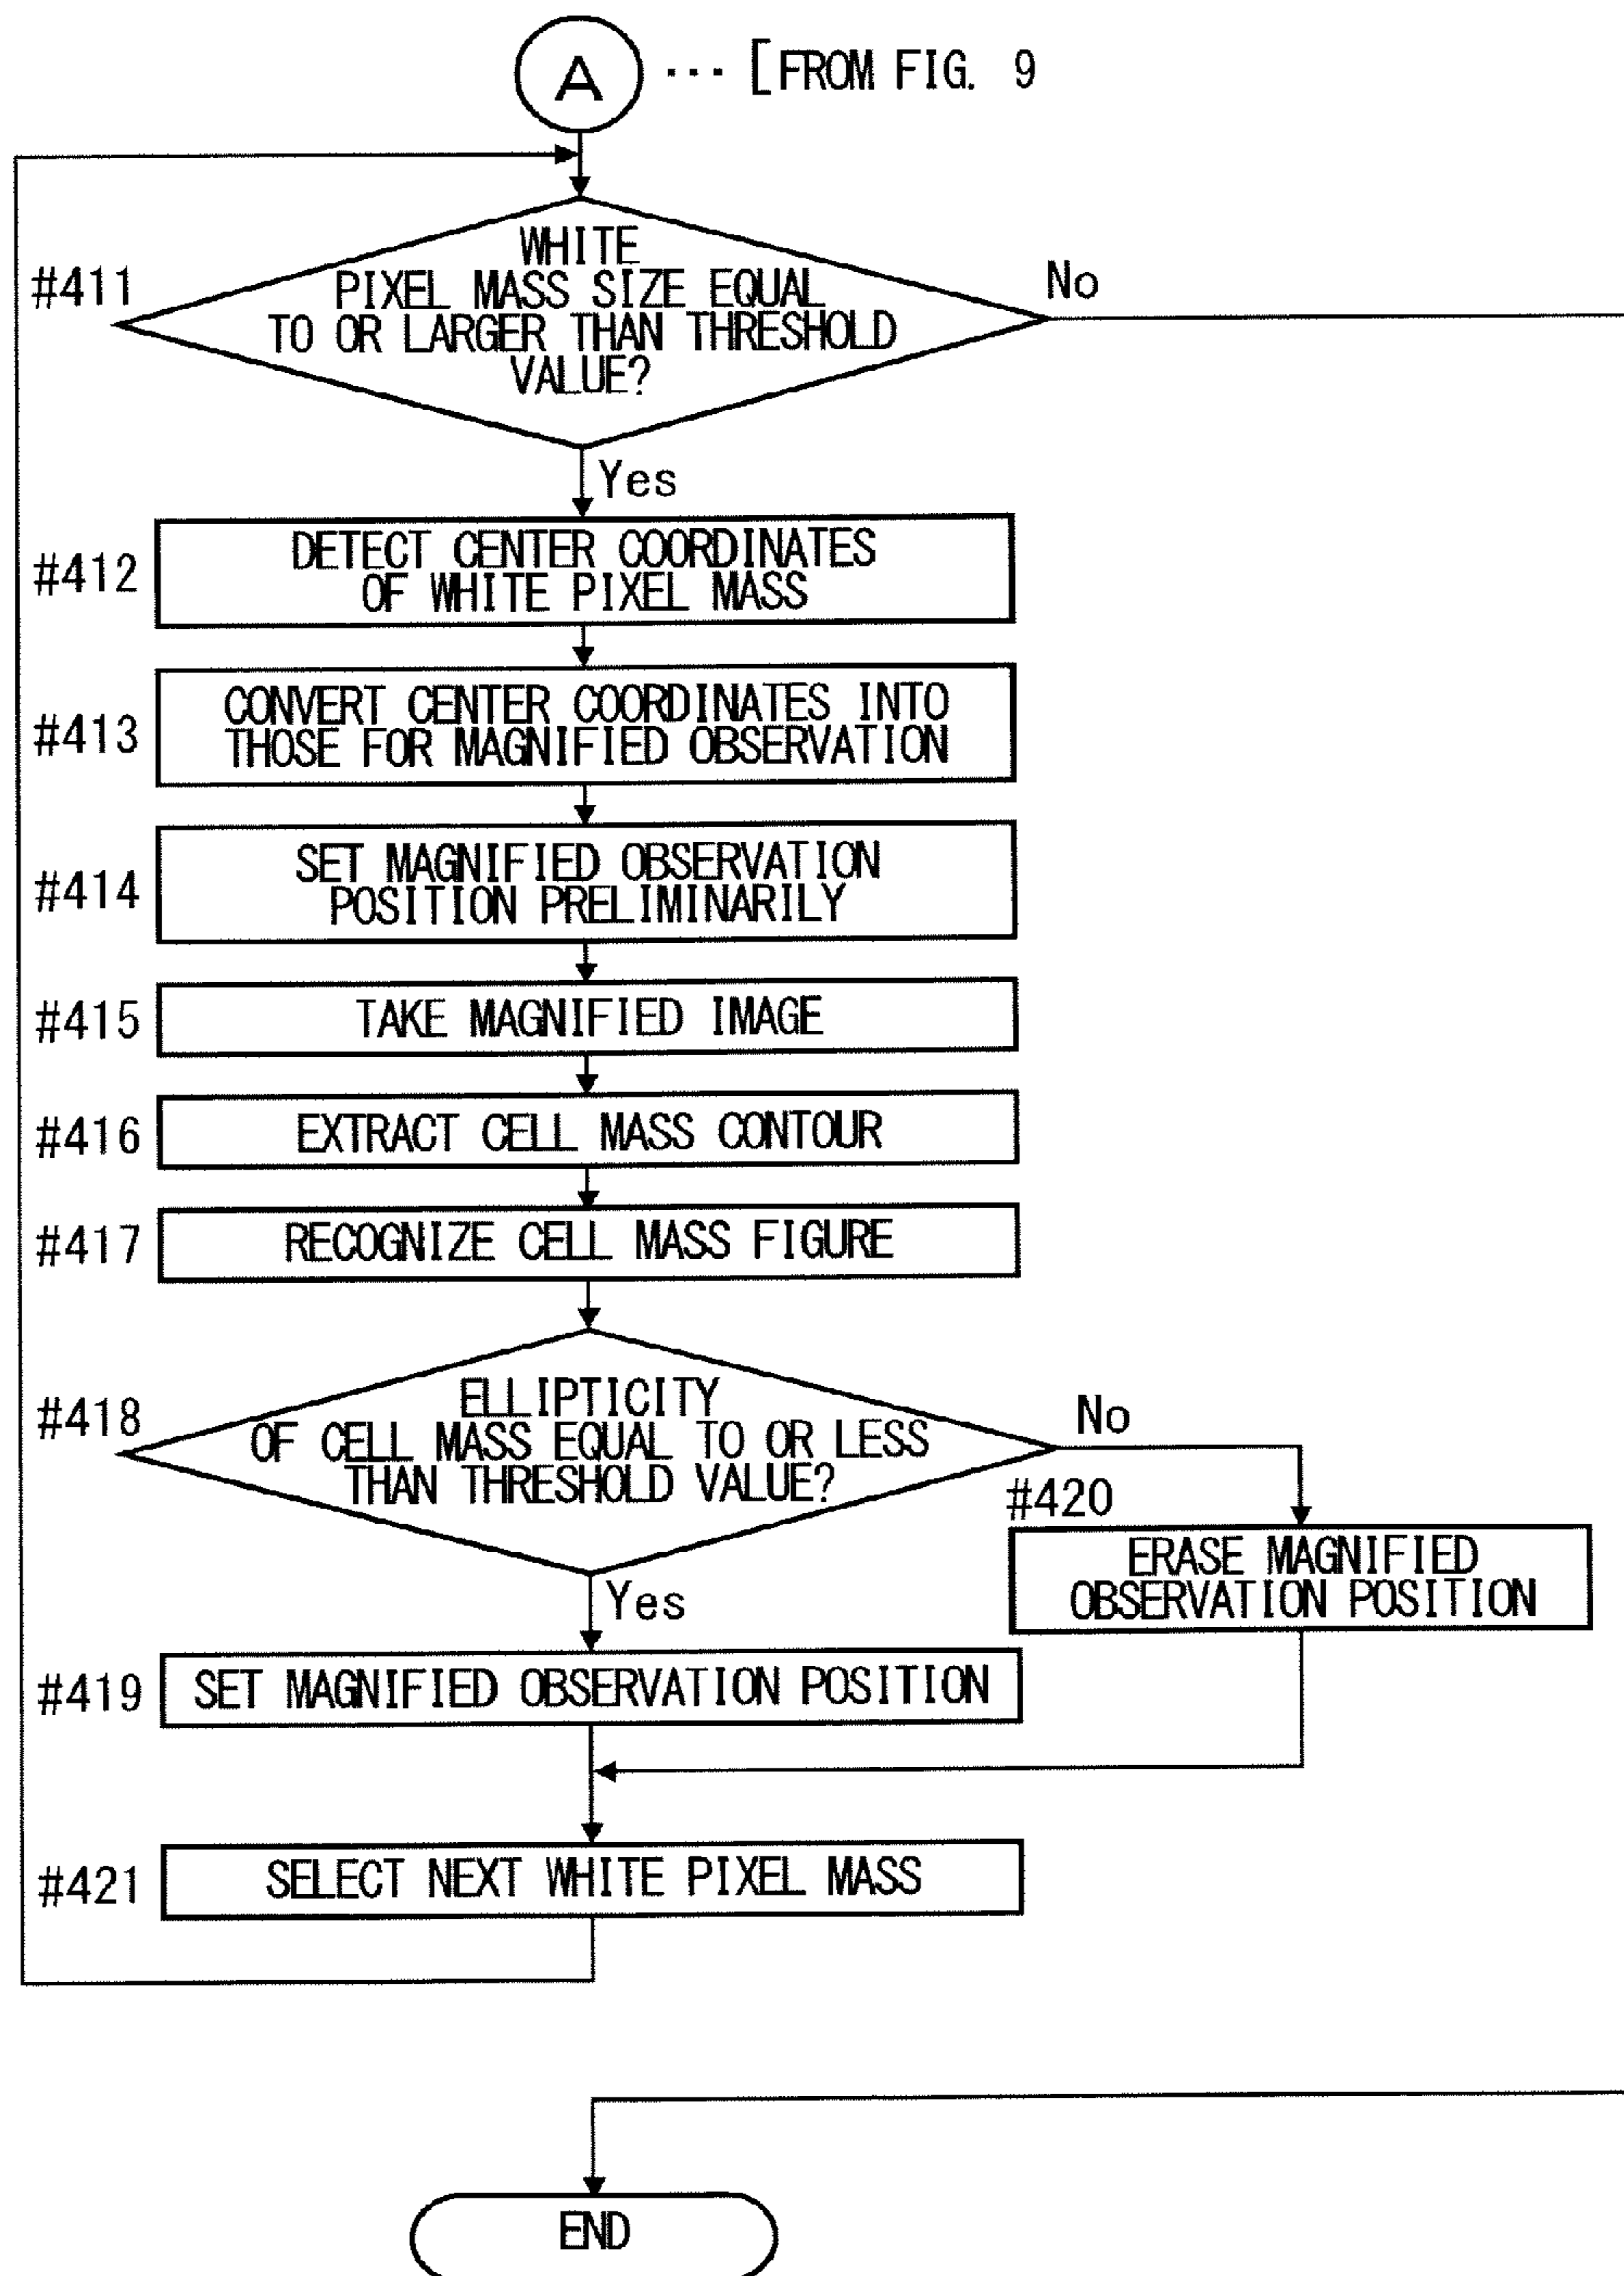 A ... [FROM FIG. 9
#411
WHITE
PIXEL MASS SIZE EQUAL
TO OR LARGER THAN THRESHOLD
VALUE?
No
Yes
#412
DETECT CENTER COORDINATES
OF WHITE PIXEL MASS
#413
CONVERT CENTER COORDINATES INTO
THOSE FOR MAGNIFIED OBSERVATION
#414
SET MAGNIFIED OBSERVATION
POSITION PRELIMINARILY
#415
TAKE MAGNIFIED IMAGE
#416
EXTRACT CELL MASS CONTOUR
#417
RECOGNIZE CELL MASS FIGURE
#418
ELLIPTICITY
OF CELL MASS EQUAL TO OR LESS
THAN THRESHOLD VALUE?
No
#420
ERASE MAGNIFIED
OBSERVATION POSITION
Yes
#419
SET MAGNIFIED OBSERVATION POSITION
#421
SELECT NEXT WHITE PIXEL MASS
END